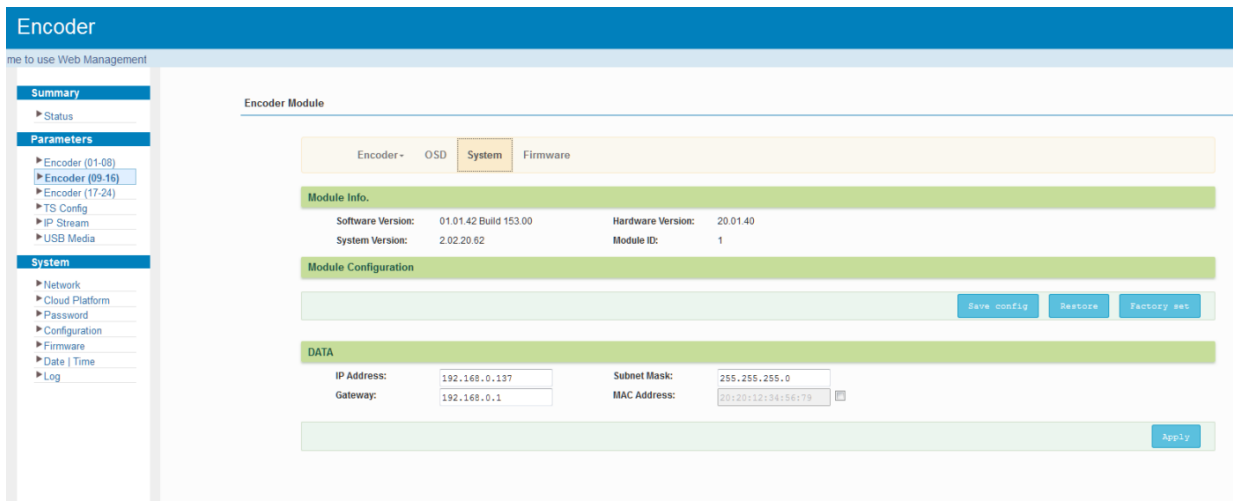 Encoder
me to use Web Management
Summary
Status
Parameters
Encoder (01-08)
Encoder (09-16)
Encoder (17-24)
TS Config
IP Stream
USB Media
System
Network
Cloud Platform
Password
Configuration
Firmware
Date | Time
Log
Encoder Module
Encoder OSD System Firmware
Module Info.
Software Version: 01.01.42 Build 153.00 Hardware Version: 20.01.40
System Version: 2.02.20.62 Module ID: 1
Module Configuration
Save config Restore Factory set
DATA
IP Address: 192.168.0.137 Subnet Mask: 255.255.255.0
Gateway: 192.168.0.1 MAC Address: 20:20:12:34:56:79
Apply